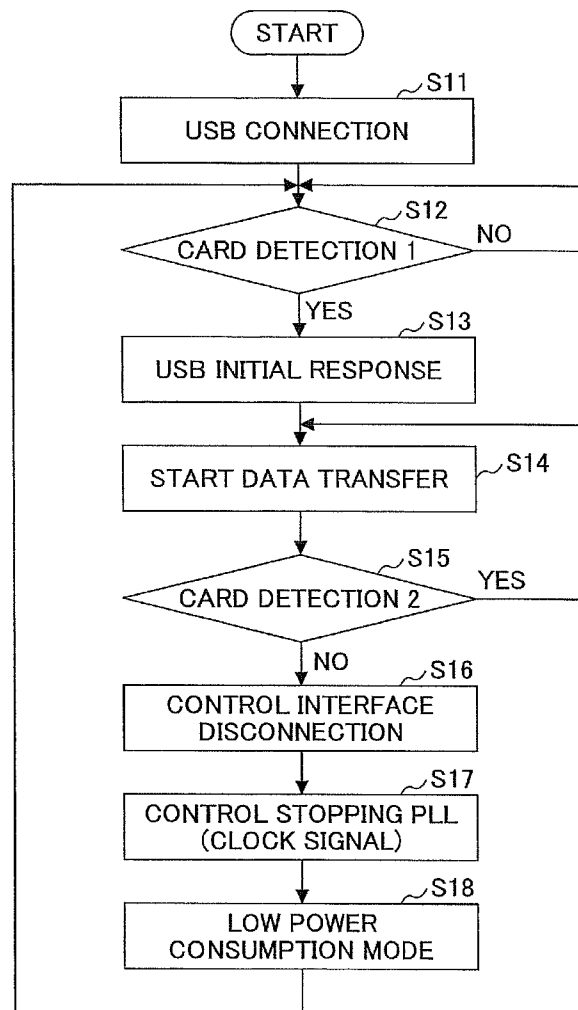 START
S11
USB CONNECTION
S12
CARD DETECTION 1
NO
YES
S13
USB INITIAL RESPONSE
S14
START DATA TRANSFER
S15
CARD DETECTION 2
YES
NO
S16
CONTROL INTERFACE
DISCONNECTION
S17
CONTROL STOPPING PLL
(CLOCK SIGNAL)
S18
LOW POWER
CONSUMPTION MODE